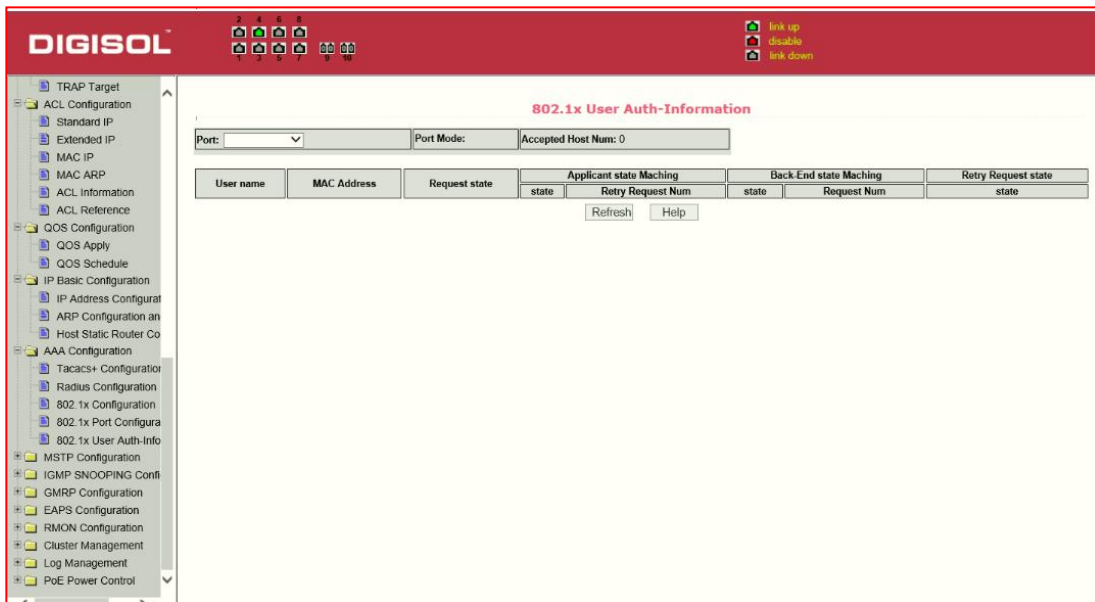 DIGISOL
2 4 6 8
1 3 5 7 9 10
link up
disable
link down
TRAP Target
ACL Configuration
Standard IP
Extended IP
MAC IP
MAC ARP
ACL Information
ACL Reference
QOS Configuration
QOS Apply
QOS Schedule
IP Basic Configuration
IP Address Configurat
ARP Configuration an
Host Static Router Co
AAA Configuration
Tacacs+ Configuration
Radius Configuration
802.1x Configuration
802.1x Port Configura
802.1x User Auth-Info
MSTP Configuration
IGMP SNOOPING Confi
GMRP Configuration
EAPS Configuration
RMON Configuration
Cluster Management
Log Management
PoE Power Control
802.1x User Auth-Information
Port: Port Mode: Accepted Host Num: 0
User name MAC Address Request state Applicant state Maching Back-End state Maching Retry Request state
state Retry Request Num state Request Num state
Refresh Help